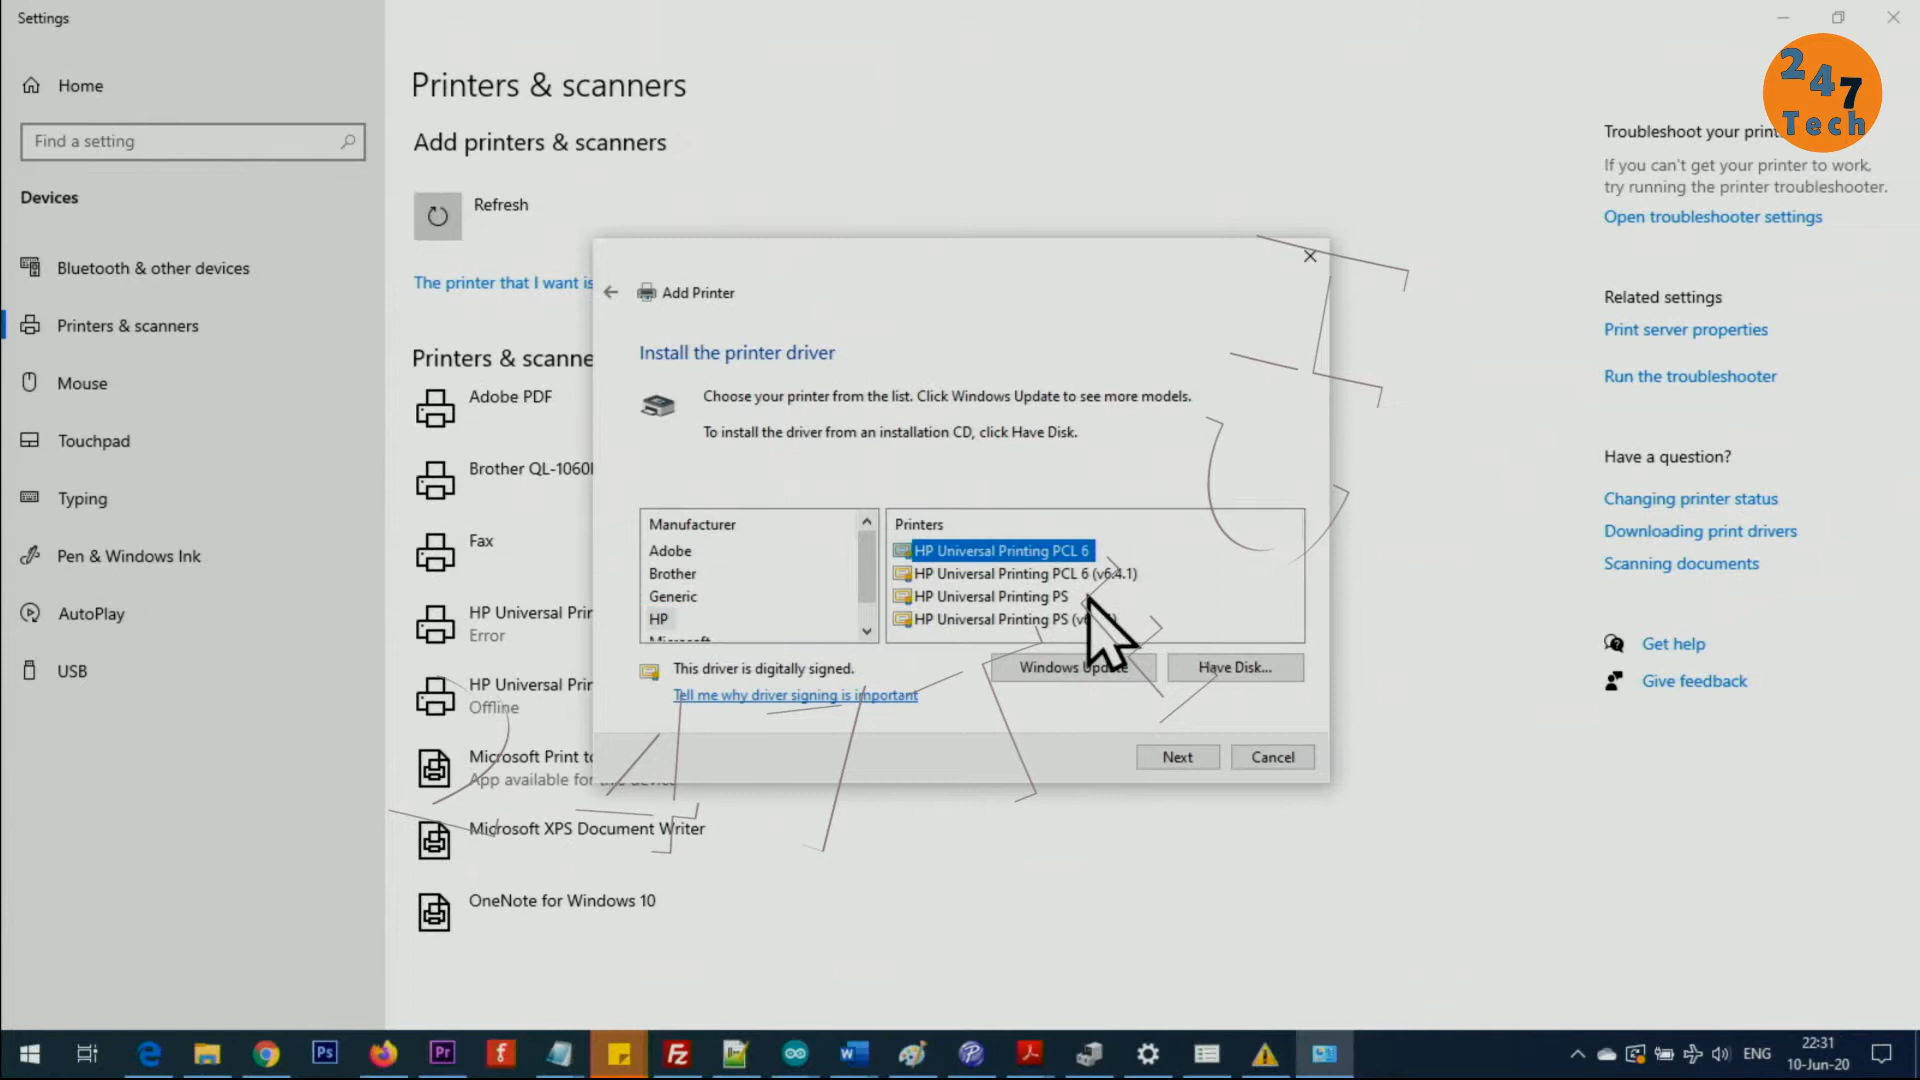 Settings
Home
Find a setting
Devices
Bluetooth & other devices
Printers & scanners
Mouse
Touchpad
Typing
Pen & Windows Ink
AutoPlay
USB
Printers & scanners
Add printers & scanners
Refresh
The printer that I want is
Printers & scanne
Adobe PDF
Brother QL-1060
Fax
HP Universal Prin
Error
HP Universal Prin
Offline
Microsoft Print to
App available for this device
Microsoft XPS Document Writer
OneNote for Windows 10
Add Printer
Install the printer driver
Choose your printer from the list. Click Windows Update to see more models.
To install the driver from an installation CD, click Have Disk.
Manufacturer
Adobe
Brother
Generic
HP
Microsoft
Printers
HP Universal Printing PCL 6
HP Universal Printing PCL 6 (v6.4.1)
HP Universal Printing PS
HP Universal Printing PS
This driver is digitally signed.
Tell me why driver signing is important
Windows Update
Have Disk...
Next
Cancel
247
Tech
Troubleshoot your print
If you can't get your printer to work,
try running the printer troubleshooter.
Open troubleshooter settings
Related settings
Print server properties
Run the troubleshooter
Have a question?
Changing printer status
Downloading print drivers
Scanning documents
Get help
Give feedback
Ps
Pr
ENG
22:31
10-Jun-20